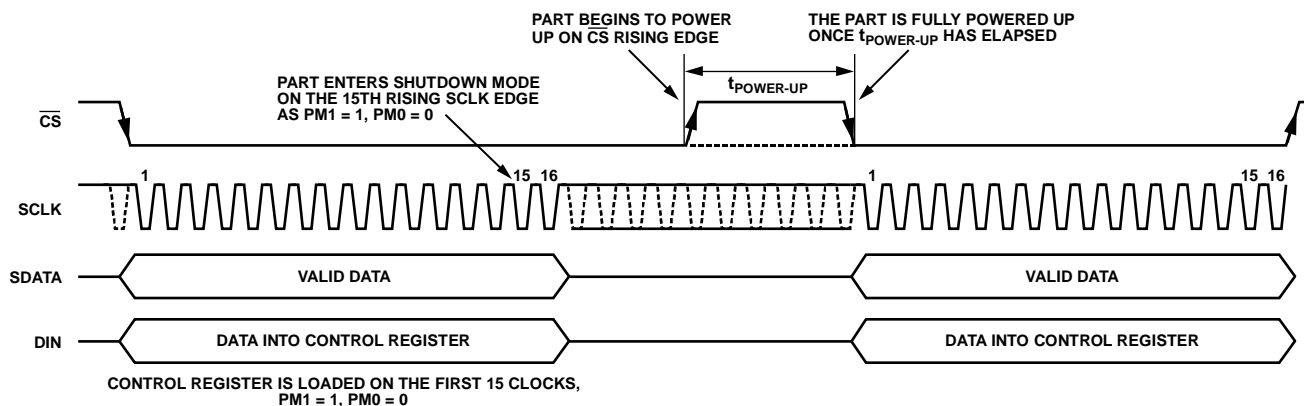 PART BEGINS TO POWER
UP ON CS RISING EDGE
THE PART IS FULLY POWERED UP
ONCE tPOWER-UP HAS ELAPSED
PART ENTERS SHUTDOWN MODE
ON THE 15TH RISING SCLK EDGE
AS PM1 = 1, PM0 = 0
tPOWER-UP
CS
1 15 16 1 15 16
SCLK
SDATA VALID DATA VALID DATA
DIN DATA INTO CONTROL REGISTER DATA INTO CONTROL REGISTER
CONTROL REGISTER IS LOADED ON THE FIRST 15 CLOCKS,
PM1 = 1, PM0 = 0